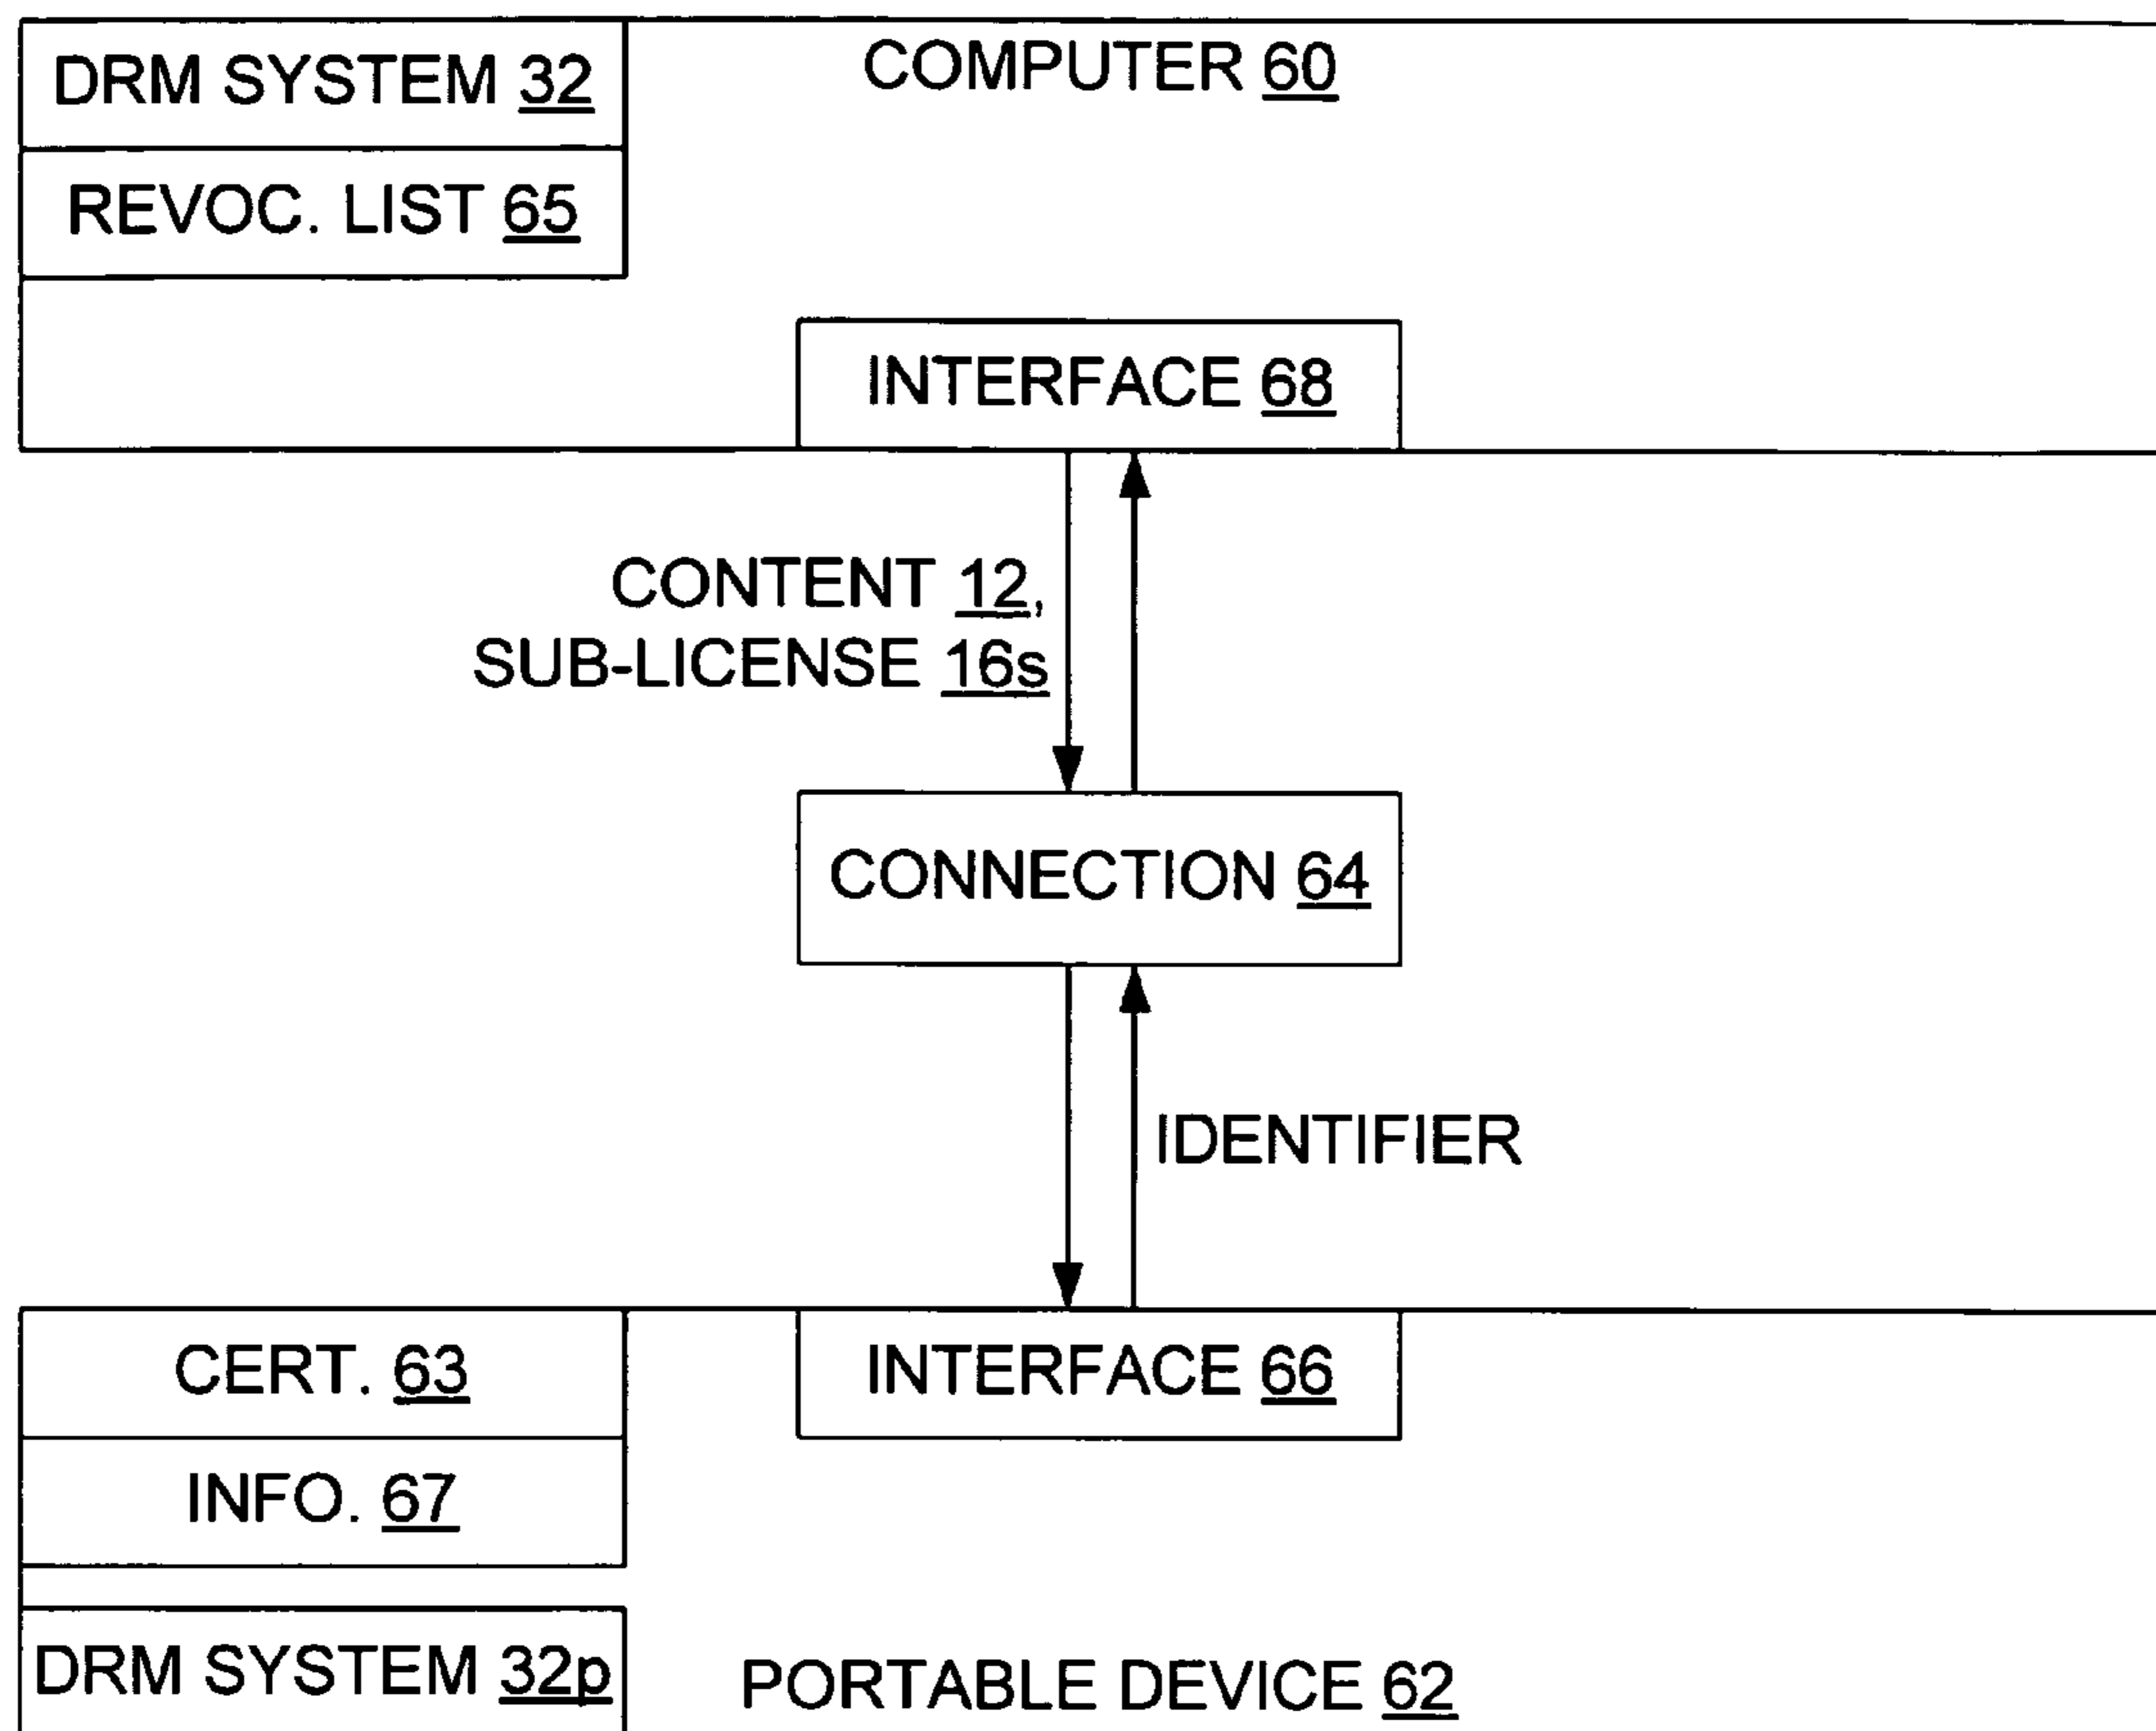 DRM SYSTEM 32
COMPUTER 60
REVOC. LIST 65
INTERFACE 68
CONTENT 12,
SUB-LICENSE 16s
CONNECTION 64
IDENTIFIER
CERT. 63
INTERFACE 66
INFO. 67
DRM SYSTEM 32p
PORTABLE DEVICE 62